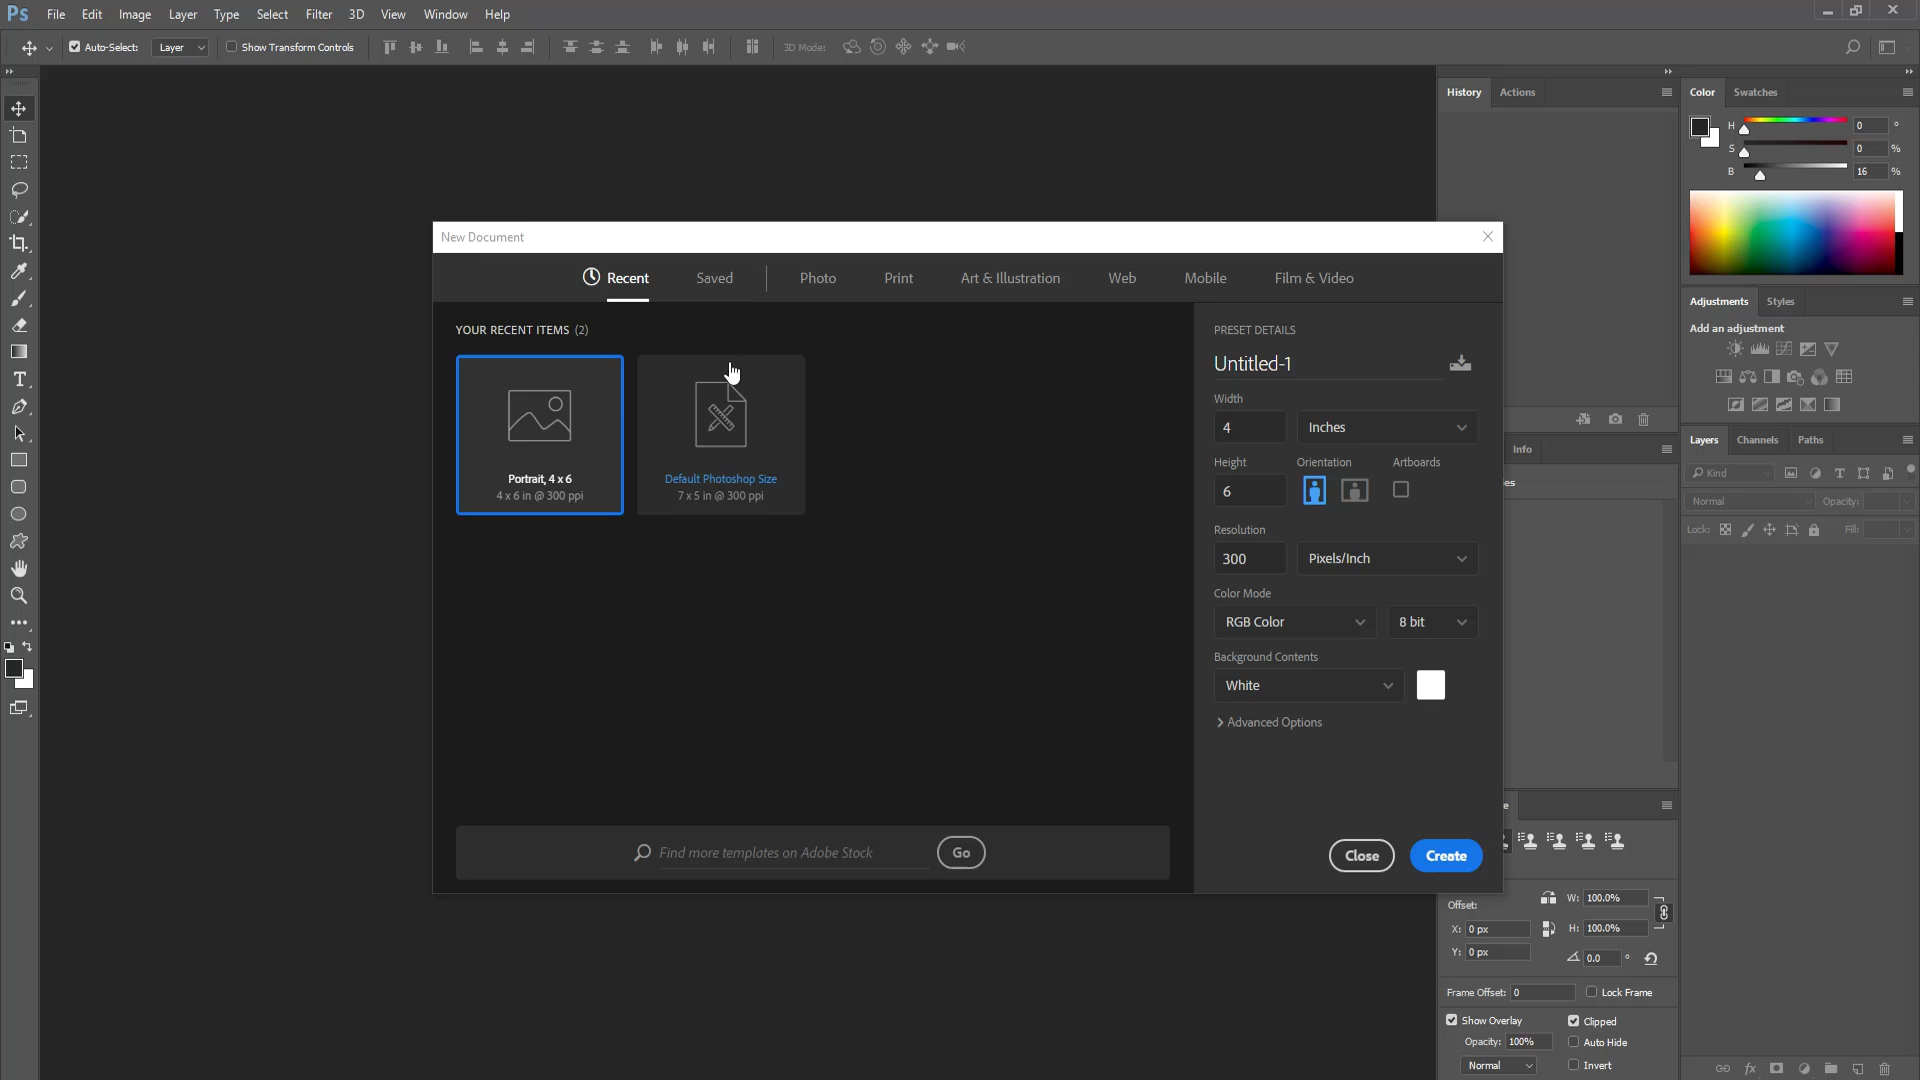 Ps File Edit Image Layer Type Select Filter 3D View Window Help
Auto-Select: Layer Show Transform Controls 3D Mode:
History Actions
Color Swatches
H 0 °
S 0 %
B 16 %
New Document
Recent Saved Photo Print Art & Illustration Web Mobile Film & Video
YOUR RECENT ITEMS (2)
Portrait, 4 x 6
4 x 6 in @ 300 ppi
Default Photoshop Size
7 x 5 in @ 300 ppi
Find more templates on Adobe Stock Go
PRESET DETAILS
Untitled-1
Width
4 Inches
Height Orientation Artboards
6
Resolution
300 Pixels/Inch
Color Mode
RGB Color 8 bit
Background Contents
White
Advanced Options
Close Create
Adjustments Styles
Add an adjustment
Info
es
Layers Channels Paths
Kind
Normal Opacity:
Lock: Fill:
e
Offset: W: 100.0%
X: 0 px H: 100.0%
Y: 0 px 0.0 °
Frame Offset: 0 Lock Frame
Show Overlay Clipped
Opacity: 100% Auto Hide
Normal Invert
fx